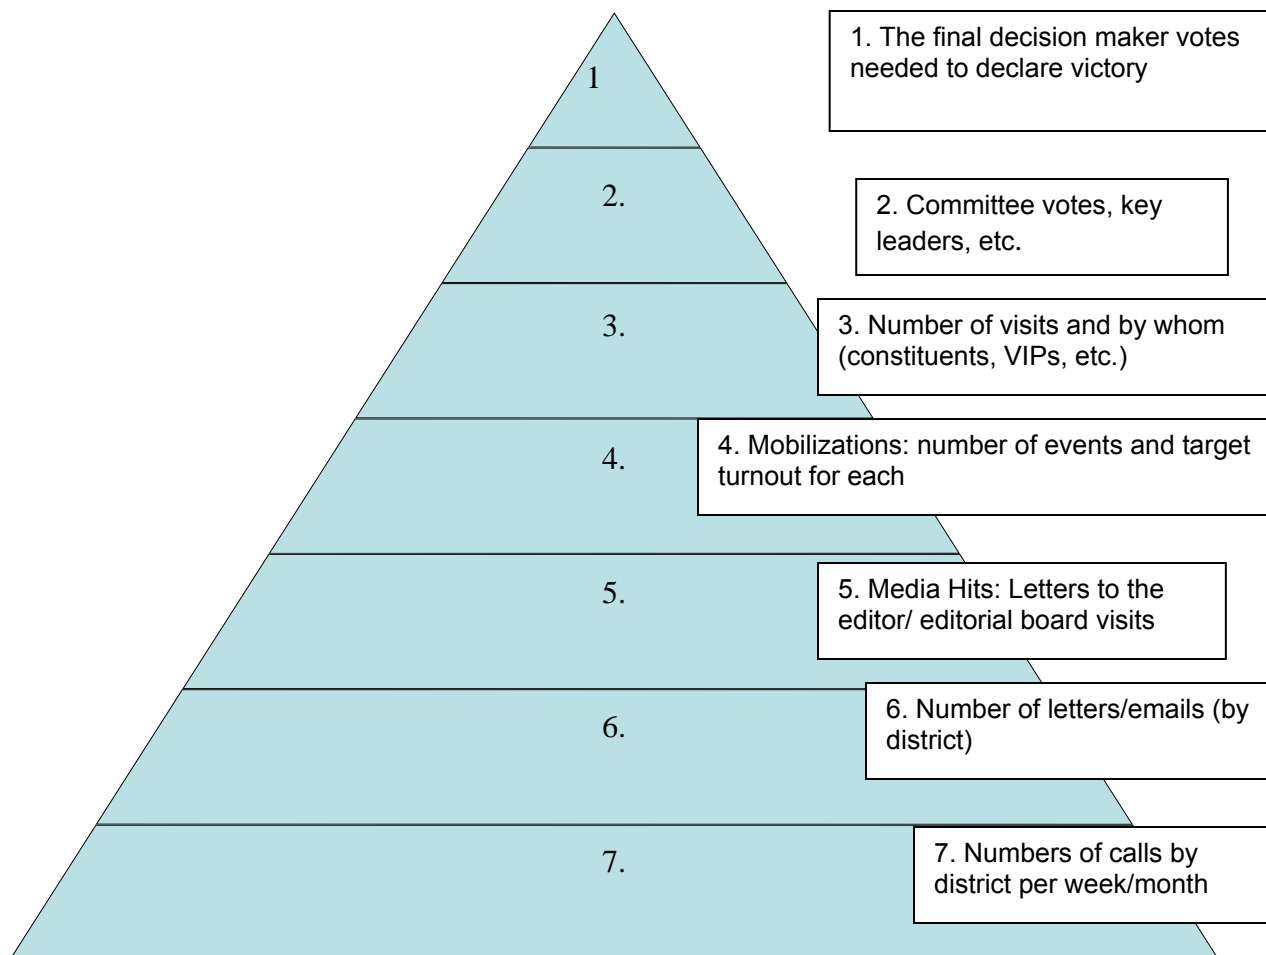 1
1. The final decision maker votes
needed to declare victory
2.
2. Committee votes, key
leaders, etc.
3.
3. Number of visits and by whom
(constituents, VIPs, etc.)
4.
4. Mobilizations: number of events and target
turnout for each
5.
5. Media Hits: Letters to the
editor/ editorial board visits
6.
6. Number of letters/emails (by
district)
7.
7. Numbers of calls by
district per week/month